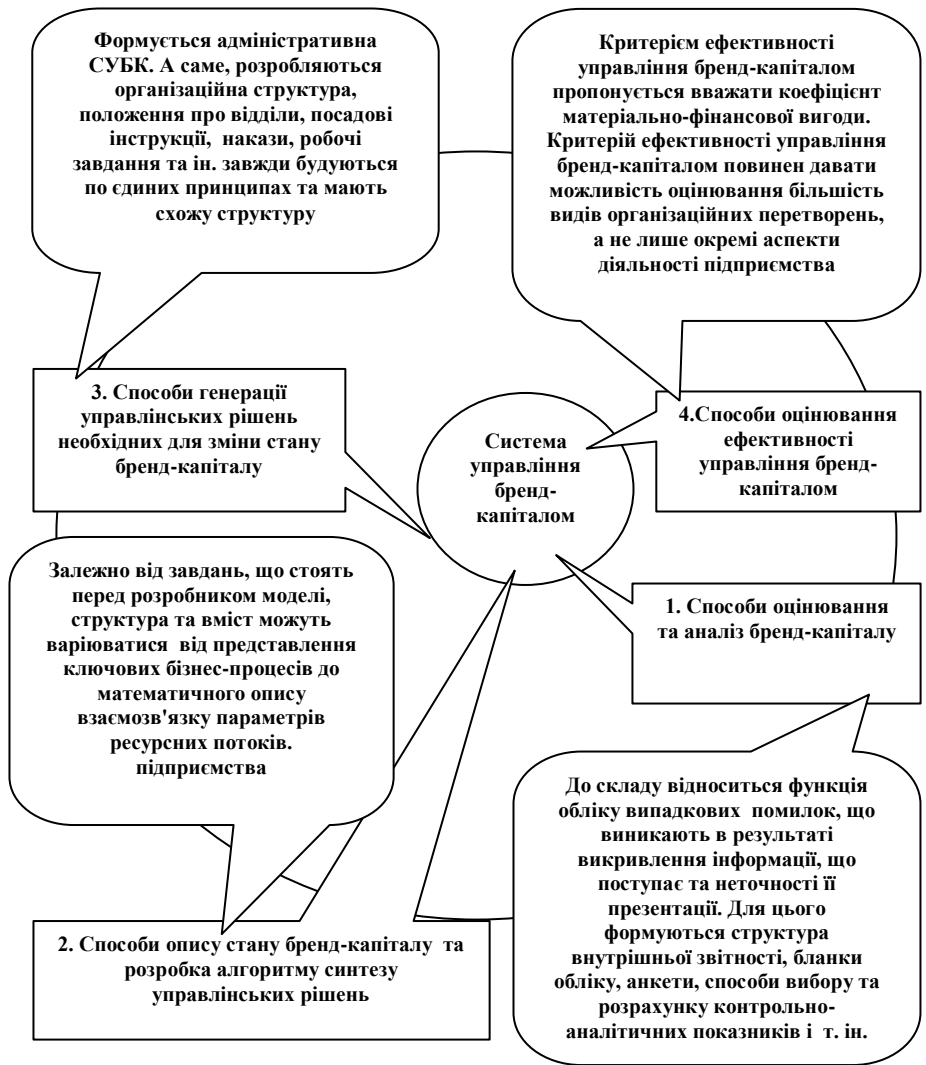 Формується адміністративна
СУБК. А саме, розробляються
організаційна структура,
положення про відділи, посадові
інструкції, накази, робочі
завдання та ін. завжди будуються
по єдиних принципах та мають
схожу структуру
Критерієм ефективності
управління бренд-капіталом
пропонується вважати коефіцієнт
матеріально-фінансової вигоди.
Критерій ефективності управління
бренд-капіталом повинен давати
можливість оцінювання більшість
видів організаційних перетворень,
а не лише окремі аспекти
діяльності підприємства
3. Способи генерації
управлінських рішень
необхідних для зміни стану
бренд-капіталу
Система
управління
бренд-
капіталом
4.Способи оцінювання
ефективності
управління бренд-
капіталом
Залежно від завдань, що стоять
перед розробником моделі,
структура та вміст можуть
варіюватися від представлення
ключових бізнес-процесів до
математичного опису
взаємозв'язку параметрів
ресурсних потоків.
підприємства
1. Способи оцінювання
та аналіз бренд-капіталу
До складу відноситься функція
обліку випадкових помилок, що
виникають в результаті
викривлення інформації, що
поступає та неточності її
презентації. Для цього
формуються структура
внутрішньої звітності, бланки
обліку, анкети, способи вибору та
розрахунку контрольно-
аналітичних показників і т. ін.
2. Способи опису стану бренд-капіталу та
розробка алгоритму синтезу
управлінських рішень